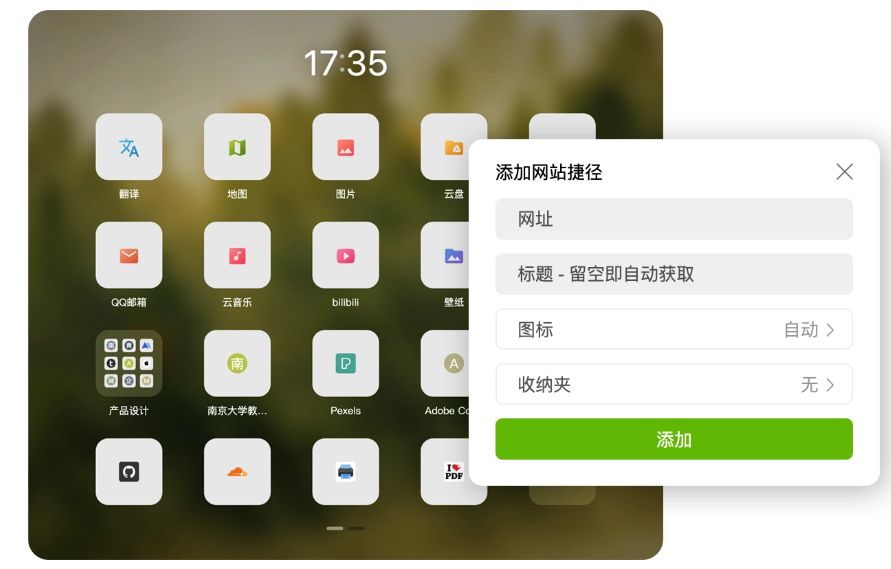 17:35
文A
翻译
地图
图片
云盘
QQ邮箱
云音乐
bilibili
壁纸
产品设计
南
南京大学教...
P
Pexels
A
Adobe Co
I
PDF
添加网站捷径
网址
标题 - 留空即自动获取
图标
自动
收纳夹
无
添加